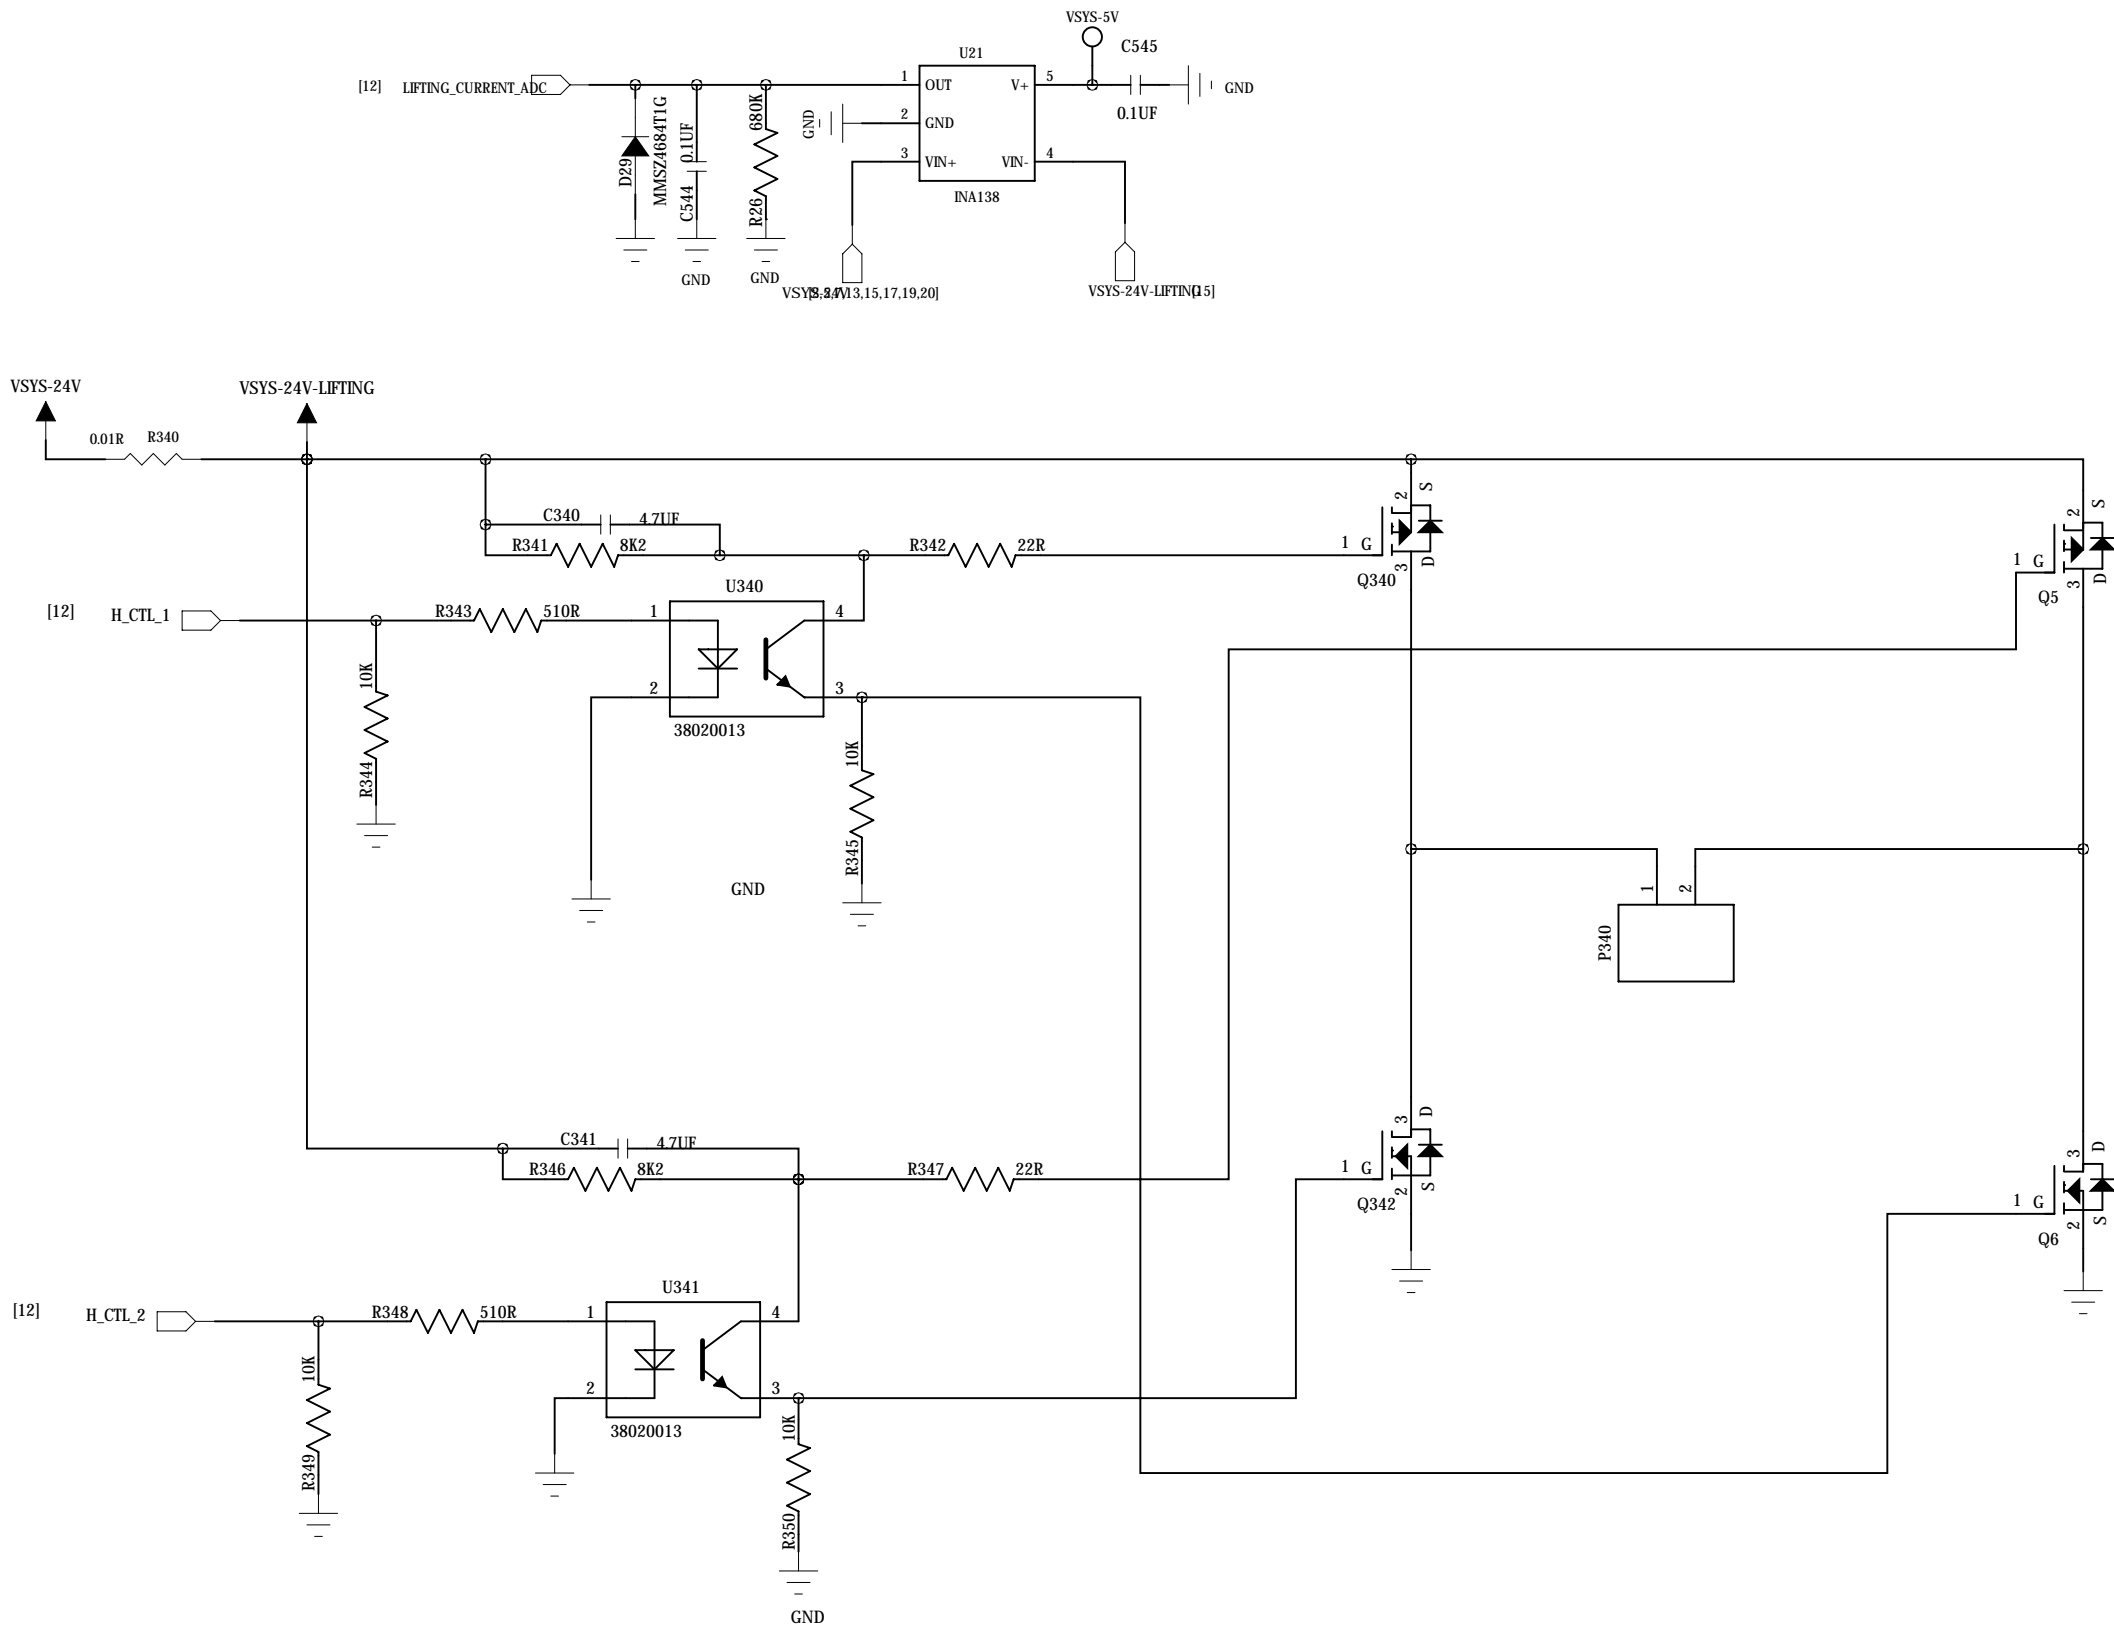 VSYS-5V
C545
U21
[12] LIFTING_CURRENT_ADC
1 OUT V+ 5
GND
0.1UF
GND
2 GND
3 VIN+ VIN- 4
INA138
D29
MMSZ4684T1G
C544 0.1UF
R26 680K
GND
GND
VSYS-24V
VSYS-24V-LIFTING
[15]
VSYS-24V
VSYS-24V-LIFTING
0.01R R340
C340 4.7UF
R341 8K2
R342 22R
1 G
2 S
3 D
Q340
1 G
2 S
3 D
Q5
U340
[12] H_CTL_1
R343 510R
1 4
2 3
38020013
10K
R344
10K
R345
GND
1 2
P340
C341 4.7UF
R346 8K2
R347 22R
1 G
3 D
2 S
Q342
1 G
3 D
2 S
Q6
U341
[12] H_CTL_2
R348 510R
1 4
2 3
38020013
10K
R349
10K
R350
GND